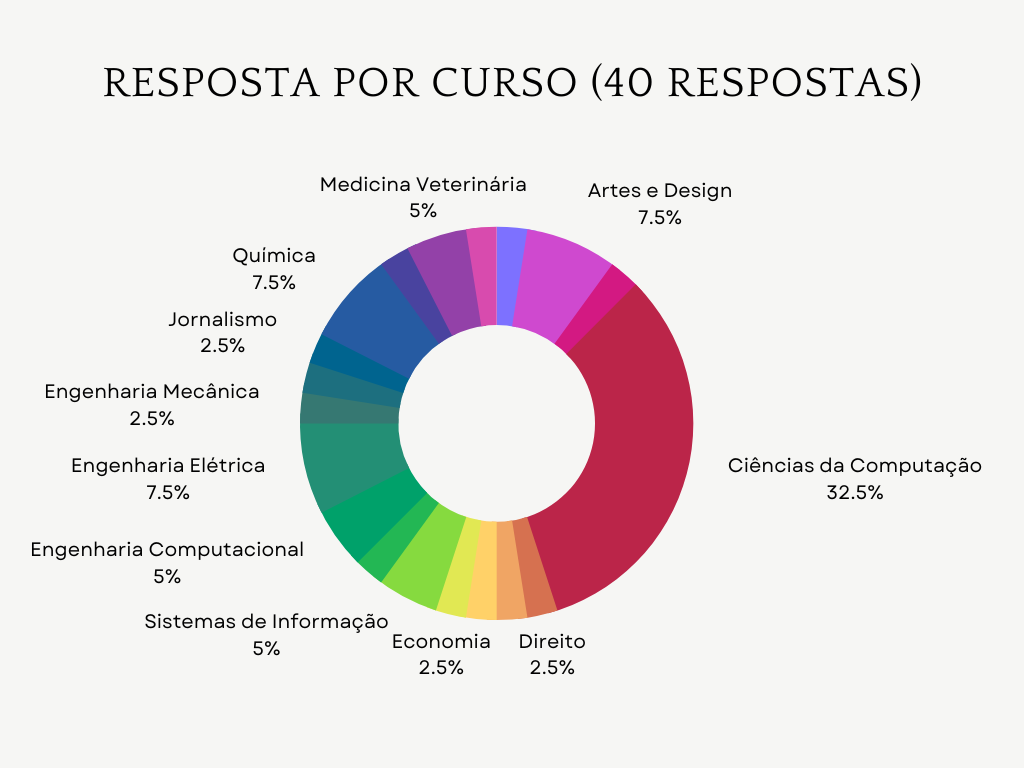 RESPOSTA POR CURSO (40 RESPOSTAS)
Medicina Veterinária
5%
Artes e Design
7.5%
Química
7.5%
Jornalismo
2.5%
Engenharia Mecânica
2.5%
Engenharia Elétrica
7.5%
Ciências da Computação
32.5%
Engenharia Computacional
5%
Sistemas de Informação
5%
Economia
2.5%
Direito
2.5%